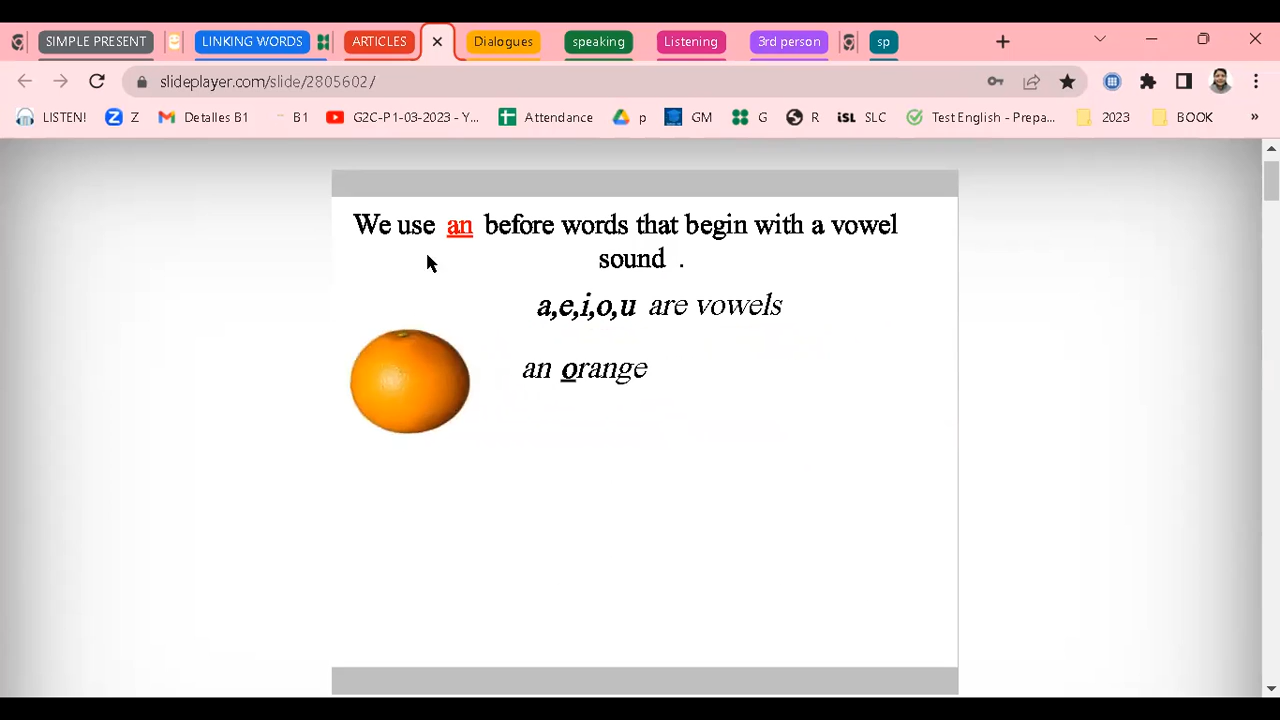 SIMPLE PRESENT LINKING WORDS ARTICLES Dialogues speaking Listening 3rd person sp
slideplayer.com/slide/2805602/
LISTEN! Z Detalles B1 B1 G2C-P1-03-2023 - Y... Attendance p GM G R iSL SLC Test English - Prepa... 2023 BOOK »
We use an before words that begin with a vowel
sound .
a,e,i,o,u are vowels
an orange